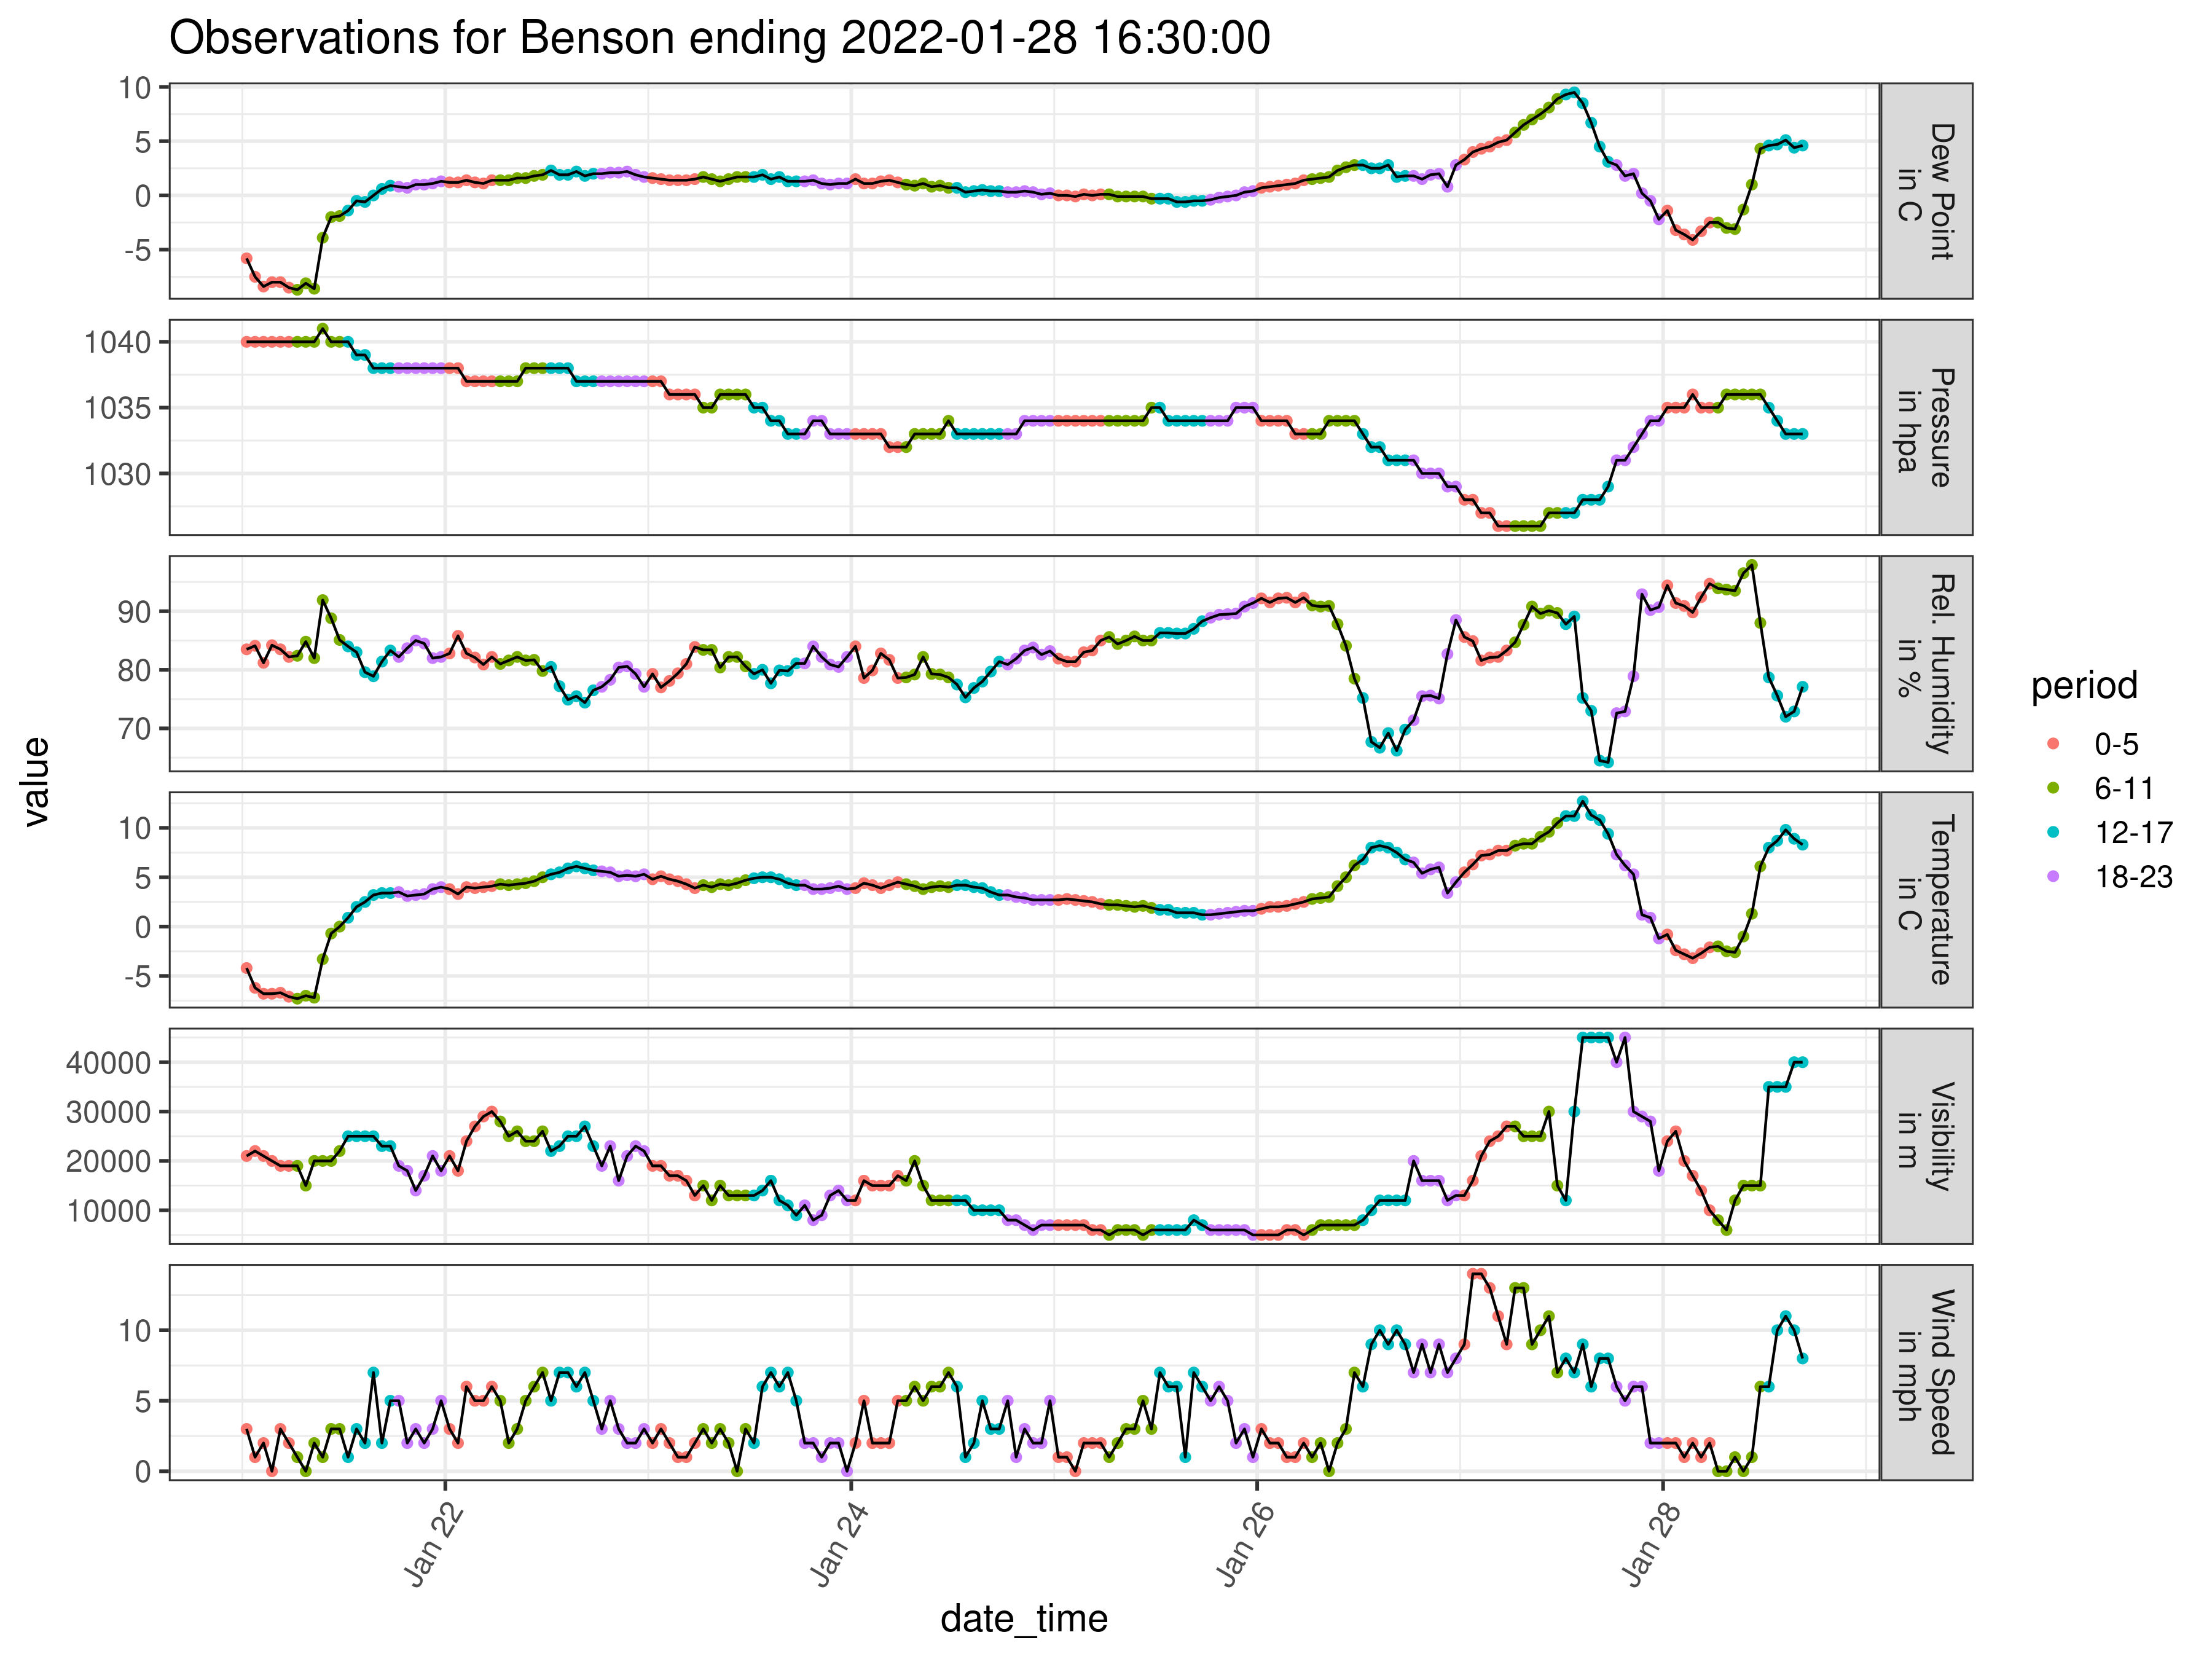 Observations for Benson ending 2022-01-28 16:30:00
value
10
5
0
-5
Dew Point
in C
1040
1035
1030
Pressure
in hpa
90
80
70
Rel. Humidity
in %
10
5
0
-5
Temperature
in C
40000
30000
20000
10000
Visibility
in m
10
5
0
Wind Speed
in mph
Jan 22
Jan 24
Jan 26
Jan 28
date_time
period
0-5
6-11
12-17
18-23